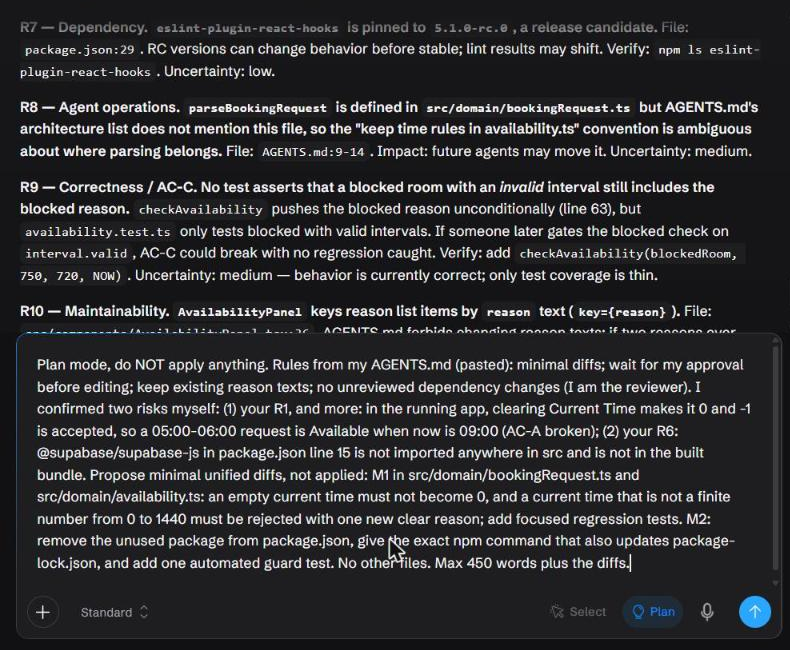 R7 — Dependency. eslint-plugin-react-hooks is pinned to 5.1.0-rc.0, a release candidate. File:
package.json:29. RC versions can change behavior before stable; lint results may shift. Verify: npm ls eslint-
plugin-react-hooks. Uncertainty: low.
R8 — Agent operations. parseBookingRequest is defined in src/domain/bookingRequest.ts but AGENTS.md's
architecture list does not mention this file, so the "keep time rules in availability.ts" convention is ambiguous
about where parsing belongs. File: AGENTS.md:9-14. Impact: future agents may move it. Uncertainty: medium.
R9 — Correctness / AC-C. No test asserts that a blocked room with an invalid interval still includes the
blocked reason. checkAvailability pushes the blocked reason unconditionally (line 63), but
availability.test.ts only tests blocked with valid intervals. If someone later gates the blocked check on
interval.valid, AC-C could break with no regression caught. Verify: add checkAvailability(blockedRoom,
750, 720, NOW). Uncertainty: medium — behavior is currently correct; only test coverage is thin.
R10 — Maintainability. AvailabilityPanel keys reason list items by reason text (key={reason}). File:
src/components/AvailabilityPanel.tsx:36. AGENTS.md forbids changing reason texts; if two reasons ever
Plan mode, do NOT apply anything. Rules from my AGENTS.md (pasted): minimal diffs; wait for my approval
before editing; keep existing reason texts; no unreviewed dependency changes (I am the reviewer). I
confirmed two risks myself: (1) your R1, and more: in the running app, clearing Current Time makes it 0 and -1
is accepted, so a 05:00-06:00 request is Available when now is 09:00 (AC-A broken); (2) your R6:
@supabase/supabase-js in package.json line 15 is not imported anywhere in src and is not in the built
bundle. Propose minimal unified diffs, not applied: M1 in src/domain/bookingRequest.ts and
src/domain/availability.ts: an empty current time must not become 0, and a current time that is not a finite
number from 0 to 1440 must be rejected with one new clear reason; add focused regression tests. M2:
remove the unused package from package.json, give the exact npm command that also updates package-
lock.json, and add one automated guard test. No other files. Max 450 words plus the diffs.
Standard
Select
Plan